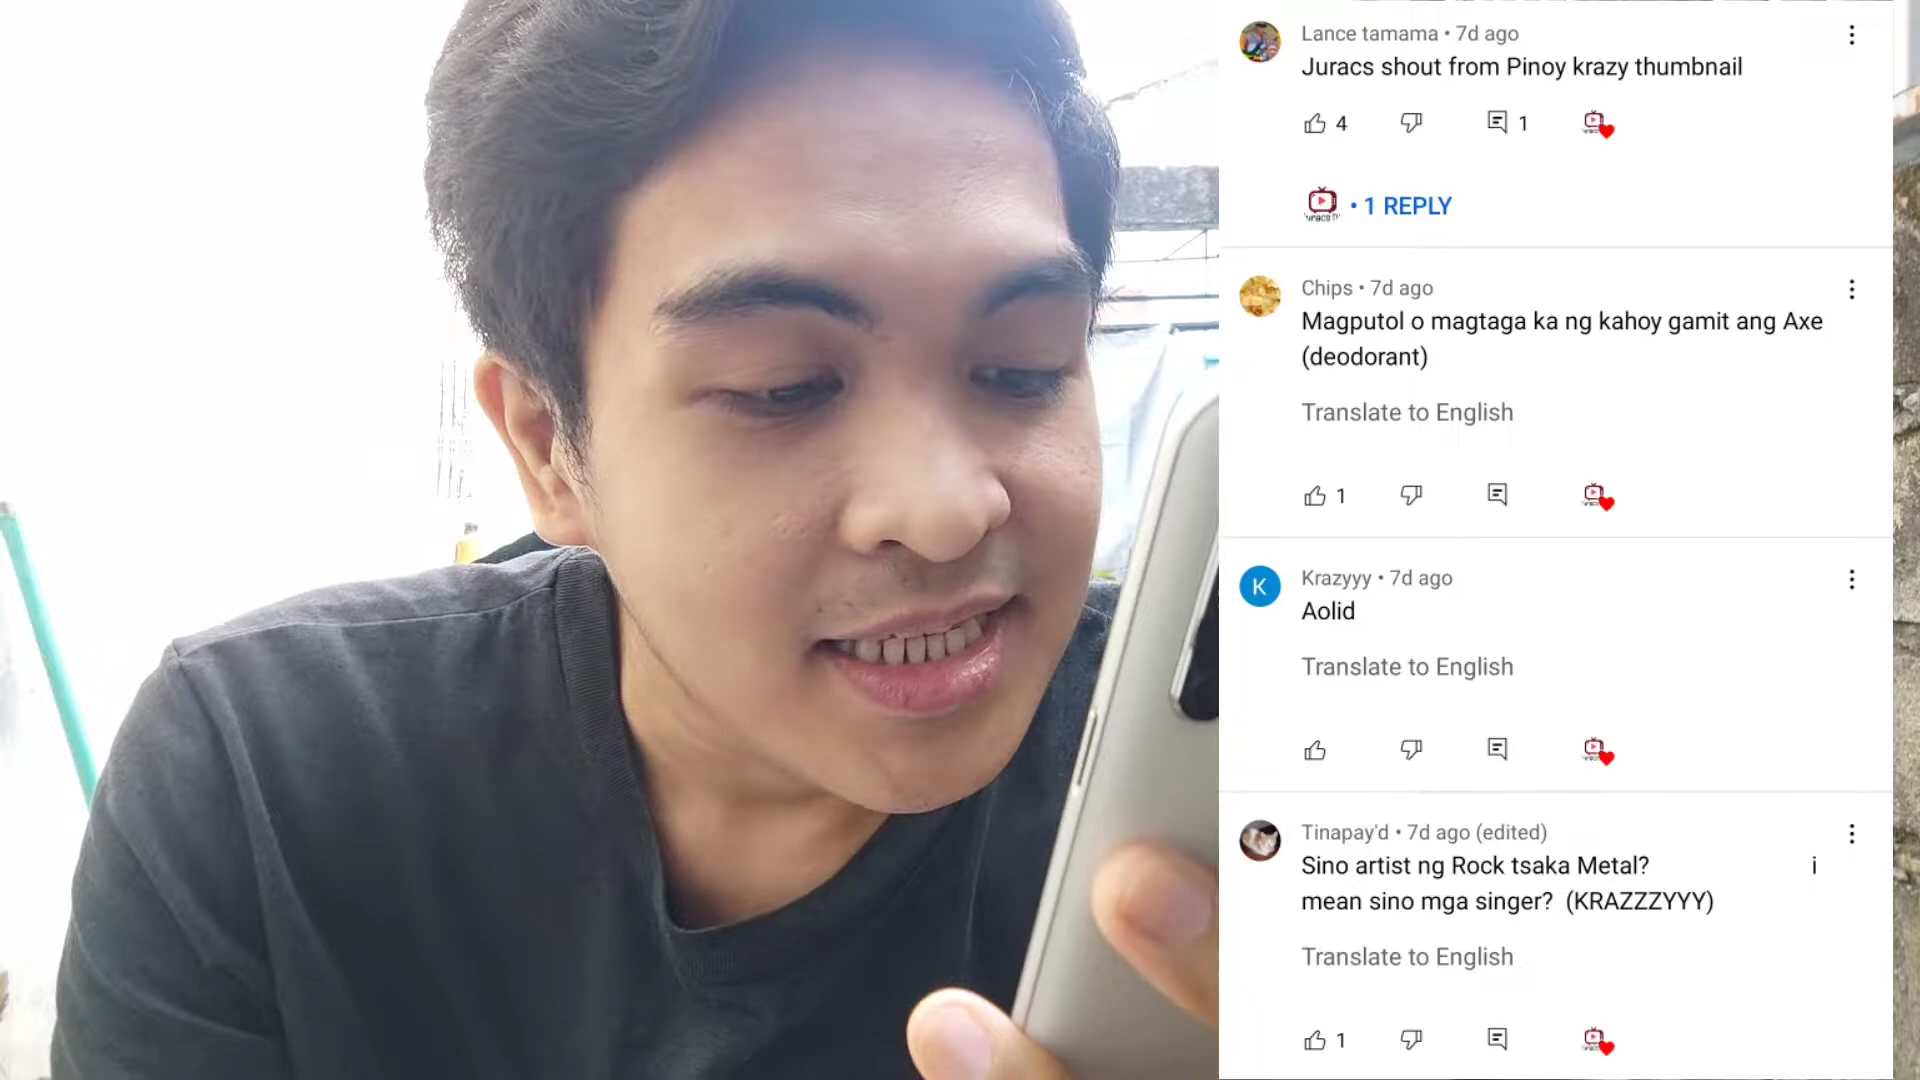 Lance tamama • 7d ago
Juracs shout from Pinoy krazy thumbnail
4
1
• 1 REPLY
Chips • 7d ago
Magputol o magtaga ka ng kahoy gamit ang Axe
(deodorant)
Translate to English
1
K
Krazyyy • 7d ago
Aolid
Translate to English
Tinapay'd • 7d ago (edited)
Sino artist ng Rock tsaka Metal? i
mean sino mga singer? (KRAZZZYYY)
Translate to English
1